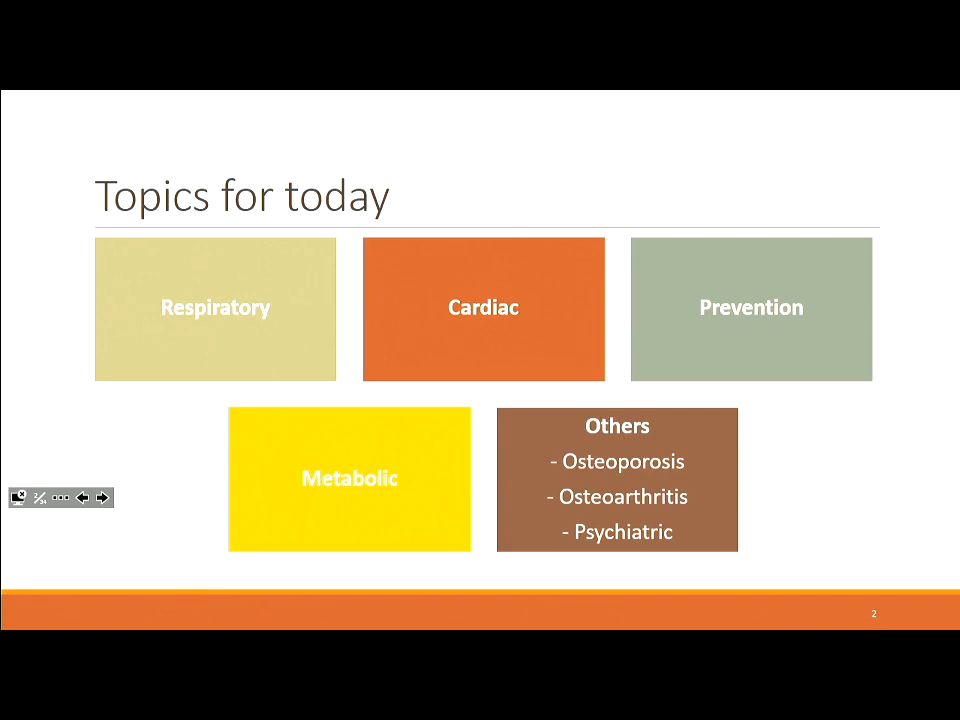 Topics for today
Respiratory
Cardiac
Prevention
Metabolic
Others
- Osteoporosis
- Osteoarthritis
- Psychiatric
2